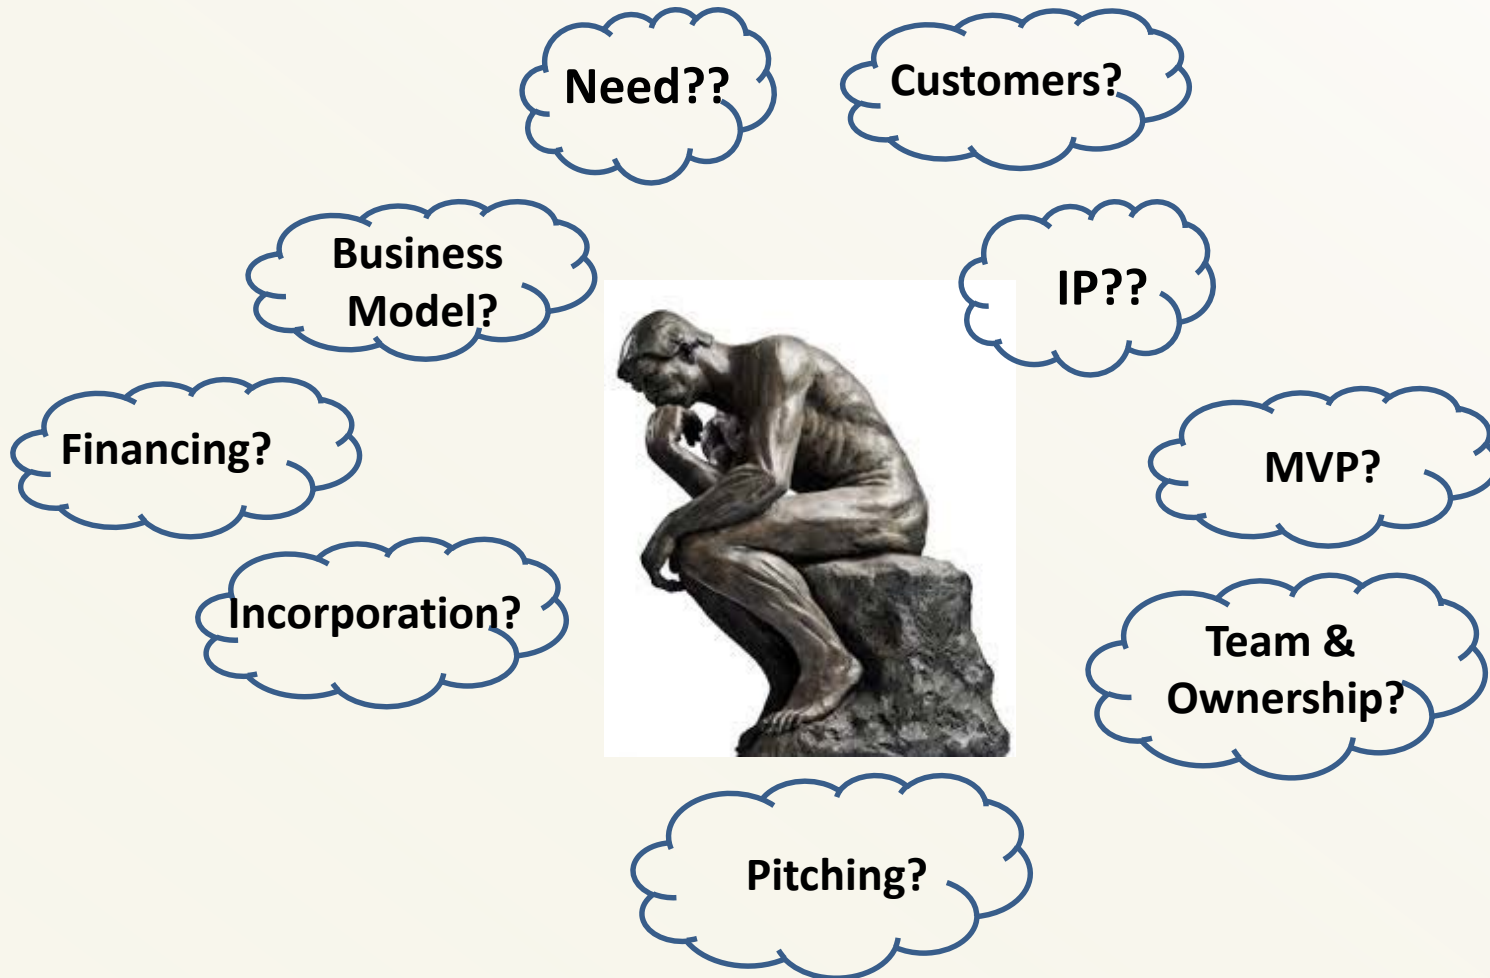 Need??
Customers?
Business
Model?
IP??
Financing?
MVP?
Incorporation?
Team &
Ownership?
Pitching?